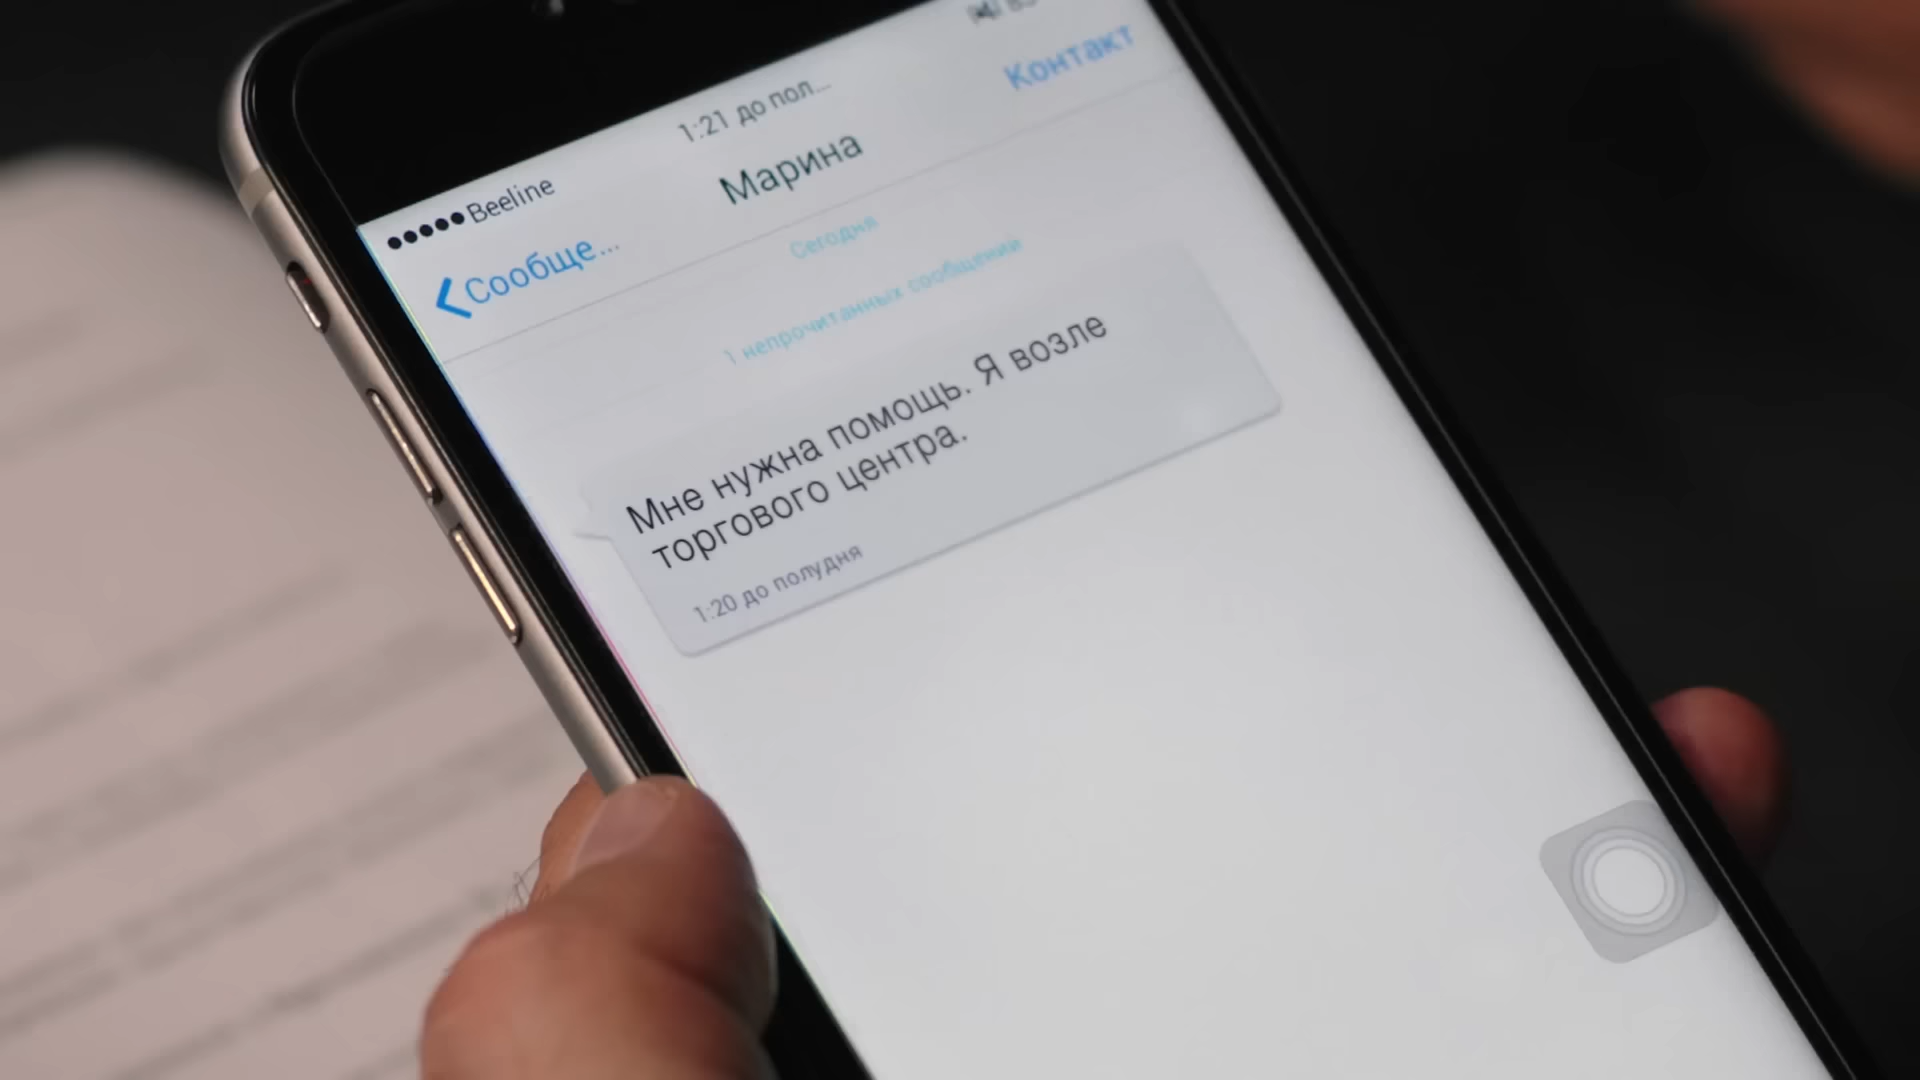 Beeline
1:21 до пол...
Сообще...
Марина
Контакт
Сегодня
1 непрочитанных сообщений
Мне нужна помощь. Я возле
торгового центра.
1:20 до полудня